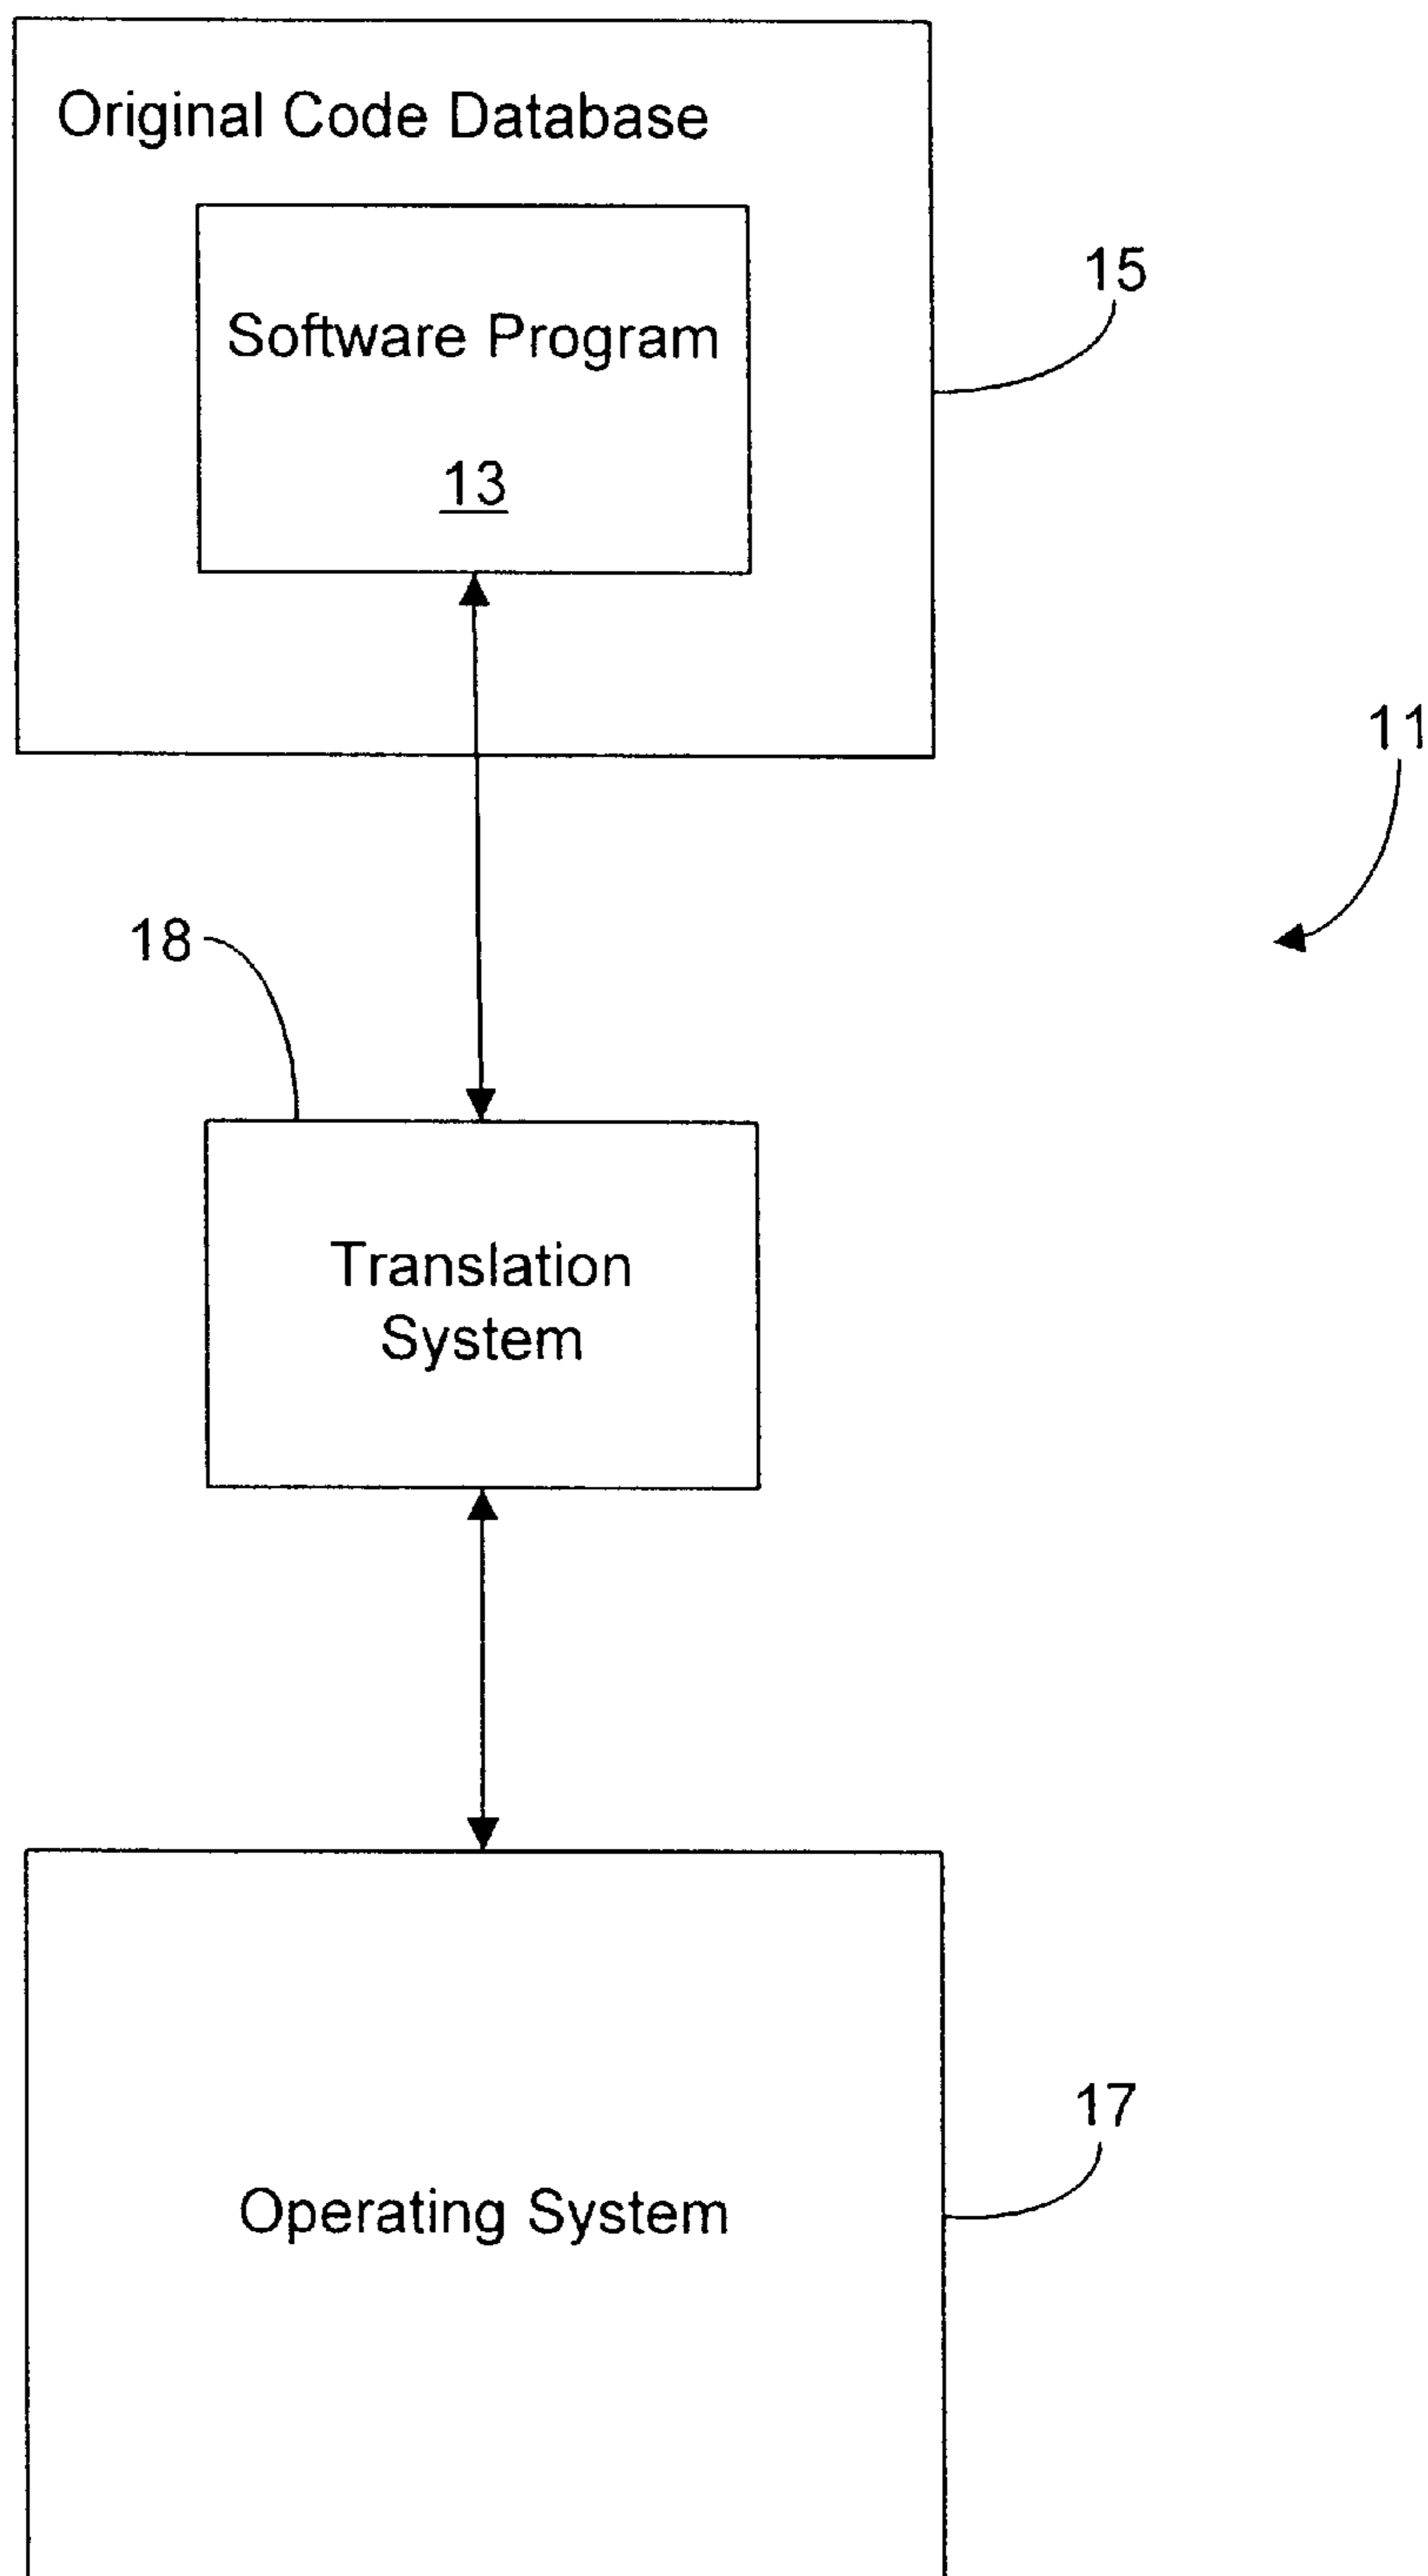 Original Code Database
Software Program
13
15
11
18
Translation
System
Operating System
17